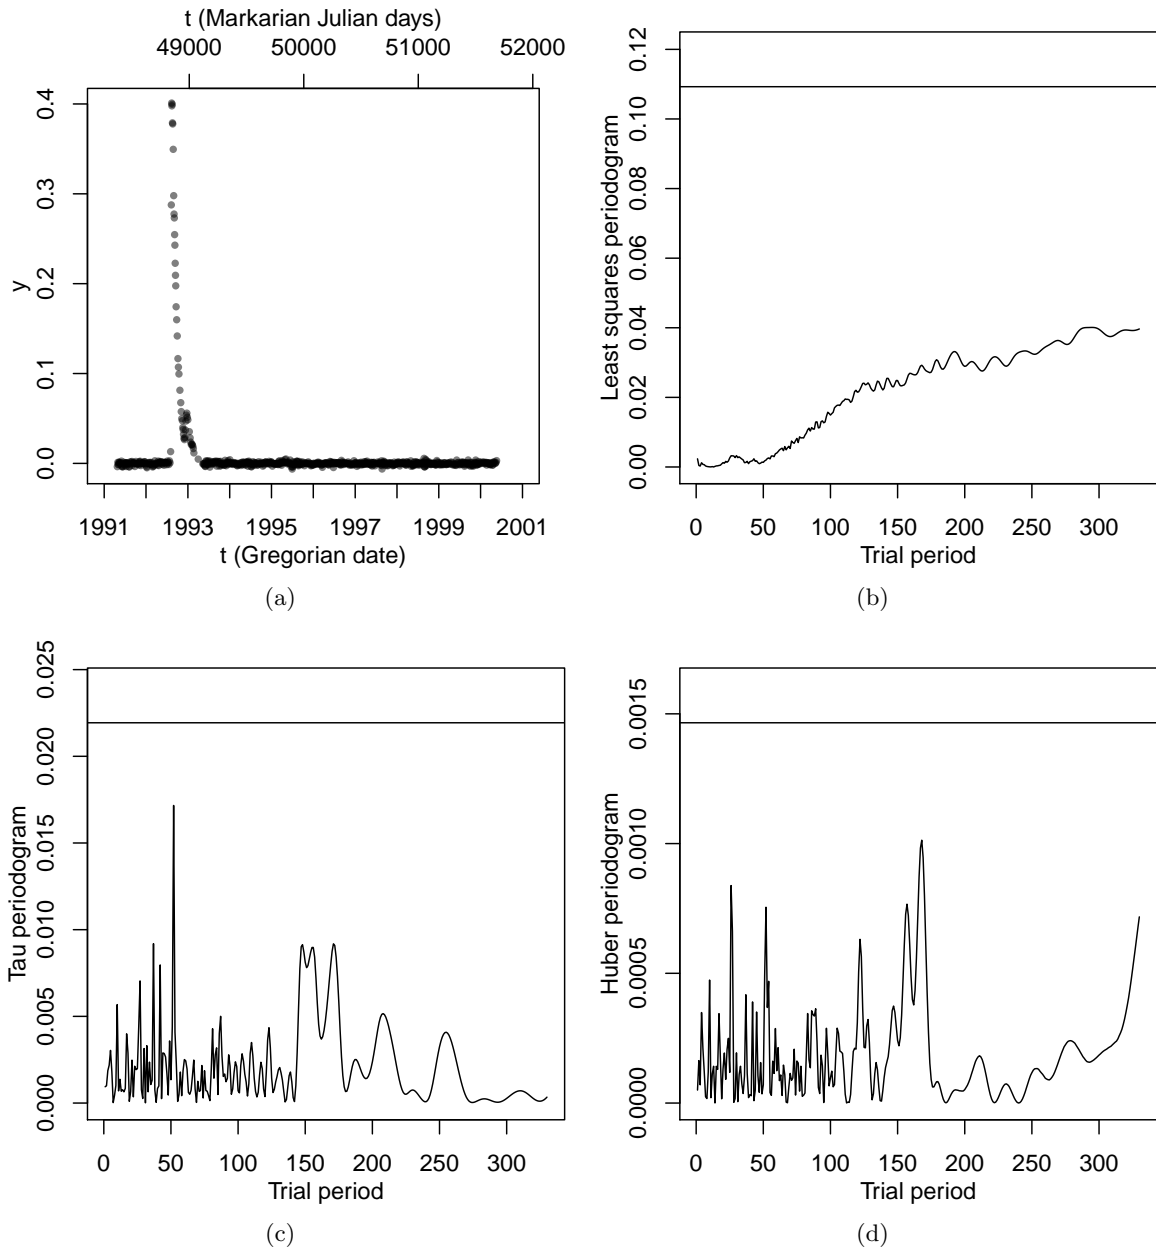 t (Markarian Julian days)
49000 50000 51000 52000
0.4
0.3
0.2
0.1
0.0
y
1991 1993 1995 1997 1999 2001
t (Gregorian date)
(a)
0.12
0.10
0.08
0.06
0.04
0.02
0.00
Least squares periodogram
0 50 100 150 200 250 300
Trial period
(b)
0.025
0.020
0.015
0.010
0.005
0.000
Tau periodogram
0 50 100 150 200 250 300
Trial period
(c)
0.0015
0.0010
0.0005
0.0000
Huber periodogram
0 50 100 150 200 250 300
Trial period
(d)